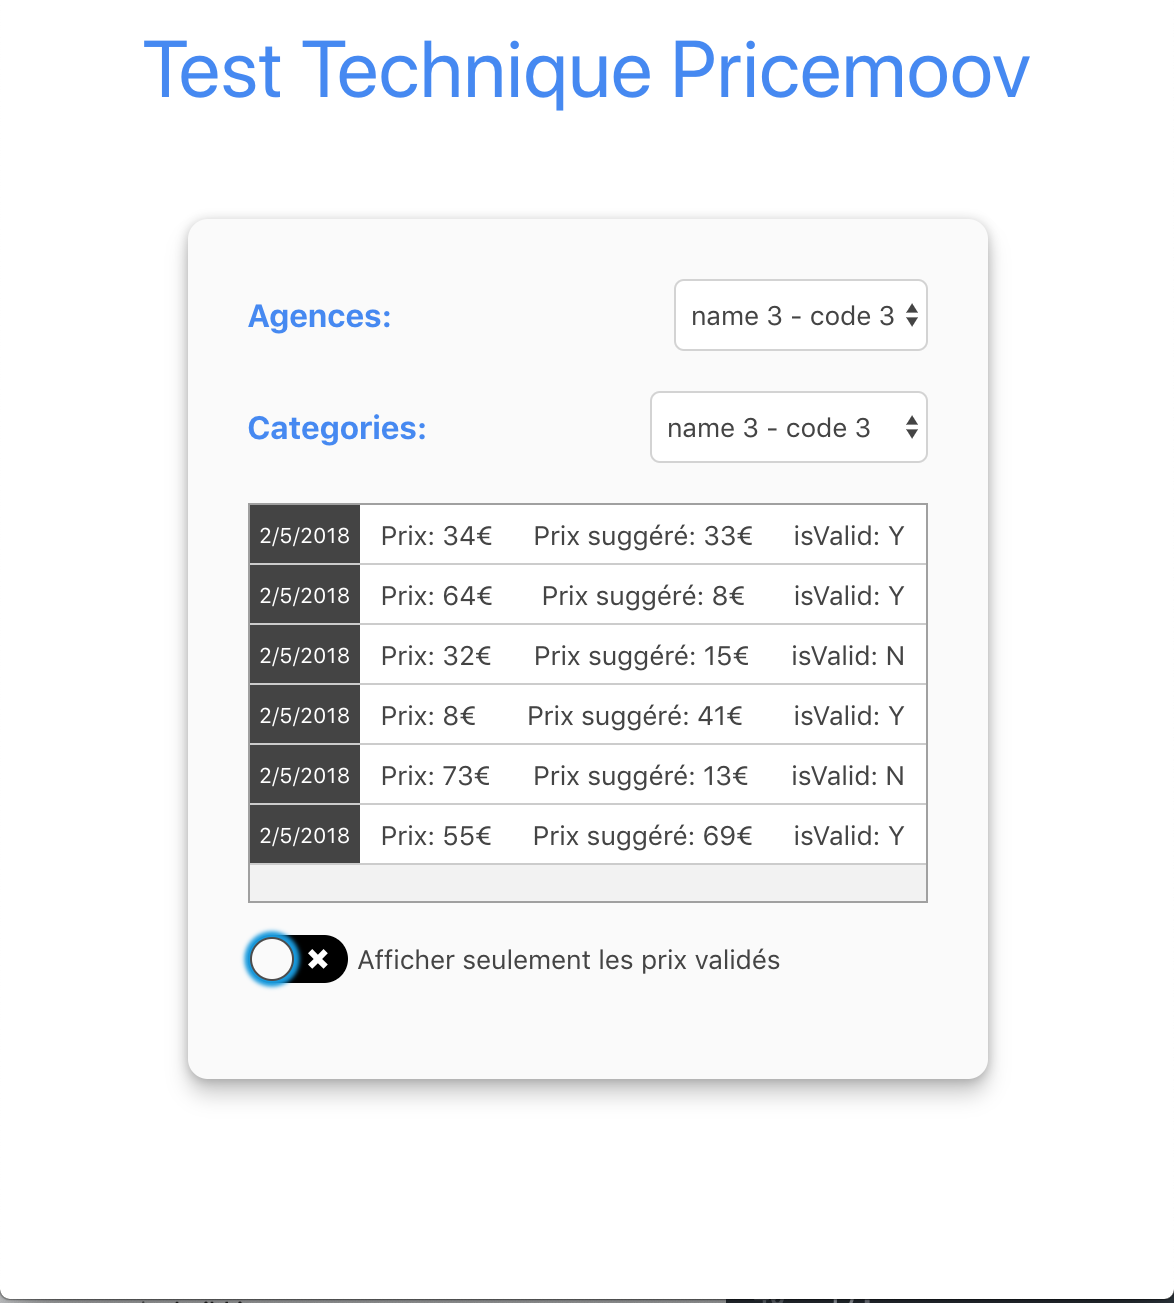 Test Technique Pricemoov
Agences: name 3 - code 3
Categories: name 3 - code 3
2/5/2018 Prix: 34€ Prix suggéré: 33€ isValid: Y
2/5/2018 Prix: 64€ Prix suggéré: 8€ isValid: Y
2/5/2018 Prix: 32€ Prix suggéré: 15€ isValid: N
2/5/2018 Prix: 8€ Prix suggéré: 41€ isValid: Y
2/5/2018 Prix: 73€ Prix suggéré: 13€ isValid: N
2/5/2018 Prix: 55€ Prix suggéré: 69€ isValid: Y
Afficher seulement les prix validés